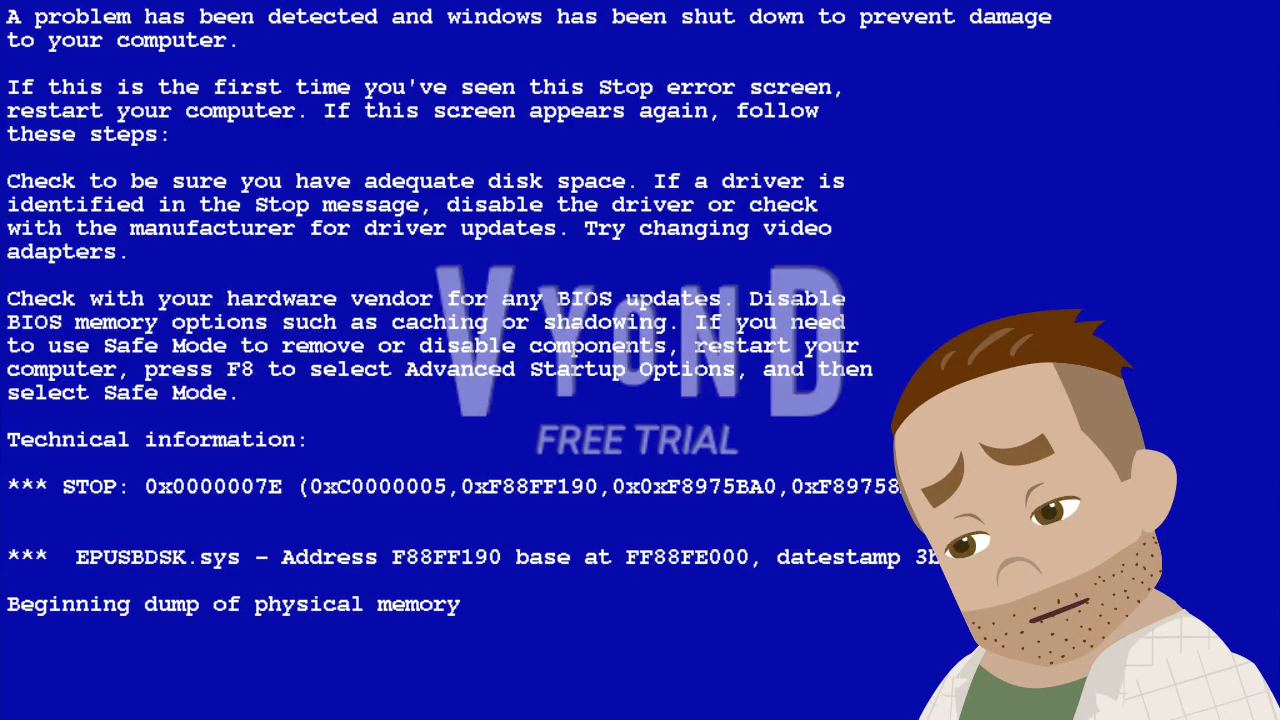 A problem has been detected and windows has been shut down to prevent damage
to your computer.
If this is the first time you've seen this Stop error screen,
restart your computer. If this screen appears again, follow
these steps:
Check to be sure you have adequate disk space. If a driver is
identified in the Stop message, disable the driver or check
with the manufacturer for driver updates. Try changing video
adapters.
Check with your hardware vendor for any BIOS updates. Disable
BIOS memory options such as caching or shadowing. If you need
to use Safe Mode to remove or disable components, restart your
computer, press F8 to select Advanced Startup Options, and then
select Safe Mode.
VYOND
FREE TRIAL
Technical information:
*** STOP: 0x0000007E (0xC0000005,0xF88FF190,0x0xF8975BA0,0xF89758
*** EPUSBDSK.sys – Address F88FF190 base at FF88FE000, datestamp 3b
Beginning dump of physical memory